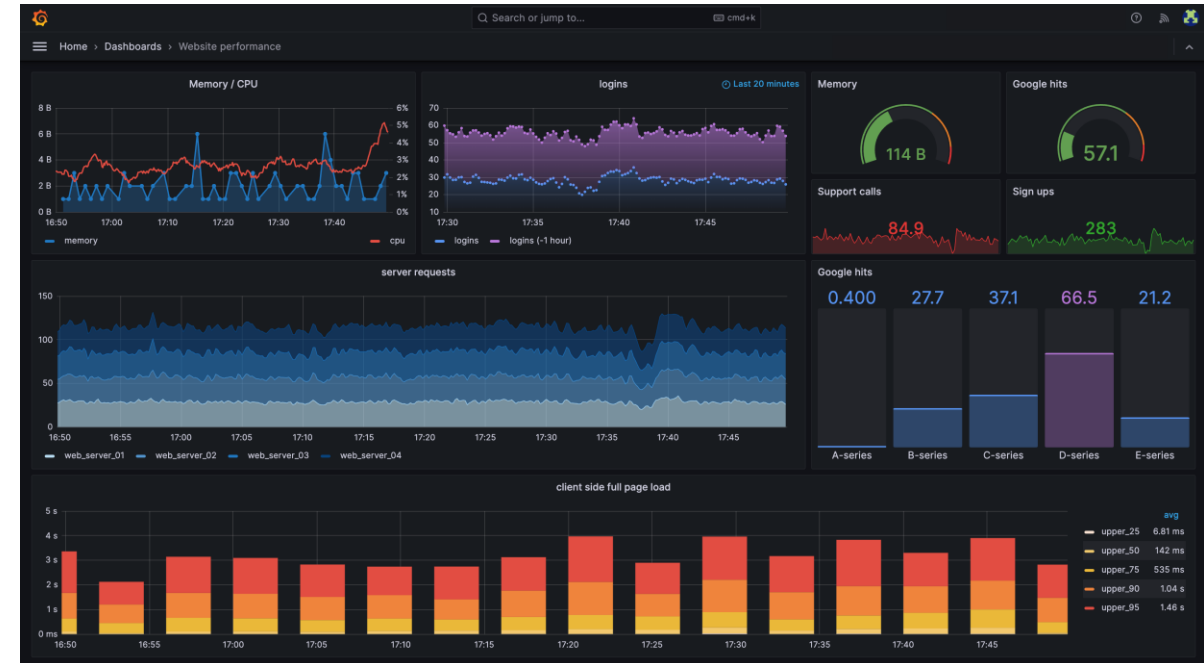 Search or jump to... cmd+k
Home › Dashboards › Website performance
Memory / CPU
8 B
6 B
4 B
2 B
0 B
6%
5%
4%
3%
2%
1%
0%
16:50 17:00 17:10 17:20 17:30 17:40
memory cpu
logins
Last 20 minutes
70
60
50
40
30
20
10
17:30 17:35 17:40 17:45
logins logins (-1 hour)
Memory
114 B
Google hits
57.1
Support calls
84.9
Sign ups
283
server requests
150
100
50
0
16:50 16:55 17:00 17:05 17:10 17:15 17:20 17:25 17:30 17:35 17:40 17:45
web_server_01 web_server_02 web_server_03 web_server_04
Google hits
0.400 27.7 37.1 66.5 21.2
A-series B-series C-series D-series E-series
client side full page load
5 s
4 s
3 s
2 s
1 s
0 ms
16:50 16:55 17:00 17:05 17:10 17:15 17:20 17:25 17:30 17:35 17:40 17:45
avg
upper_25 6.81 ms
upper_50 142 ms
upper_75 535 ms
upper_90 1.04 s
upper_95 1.46 s